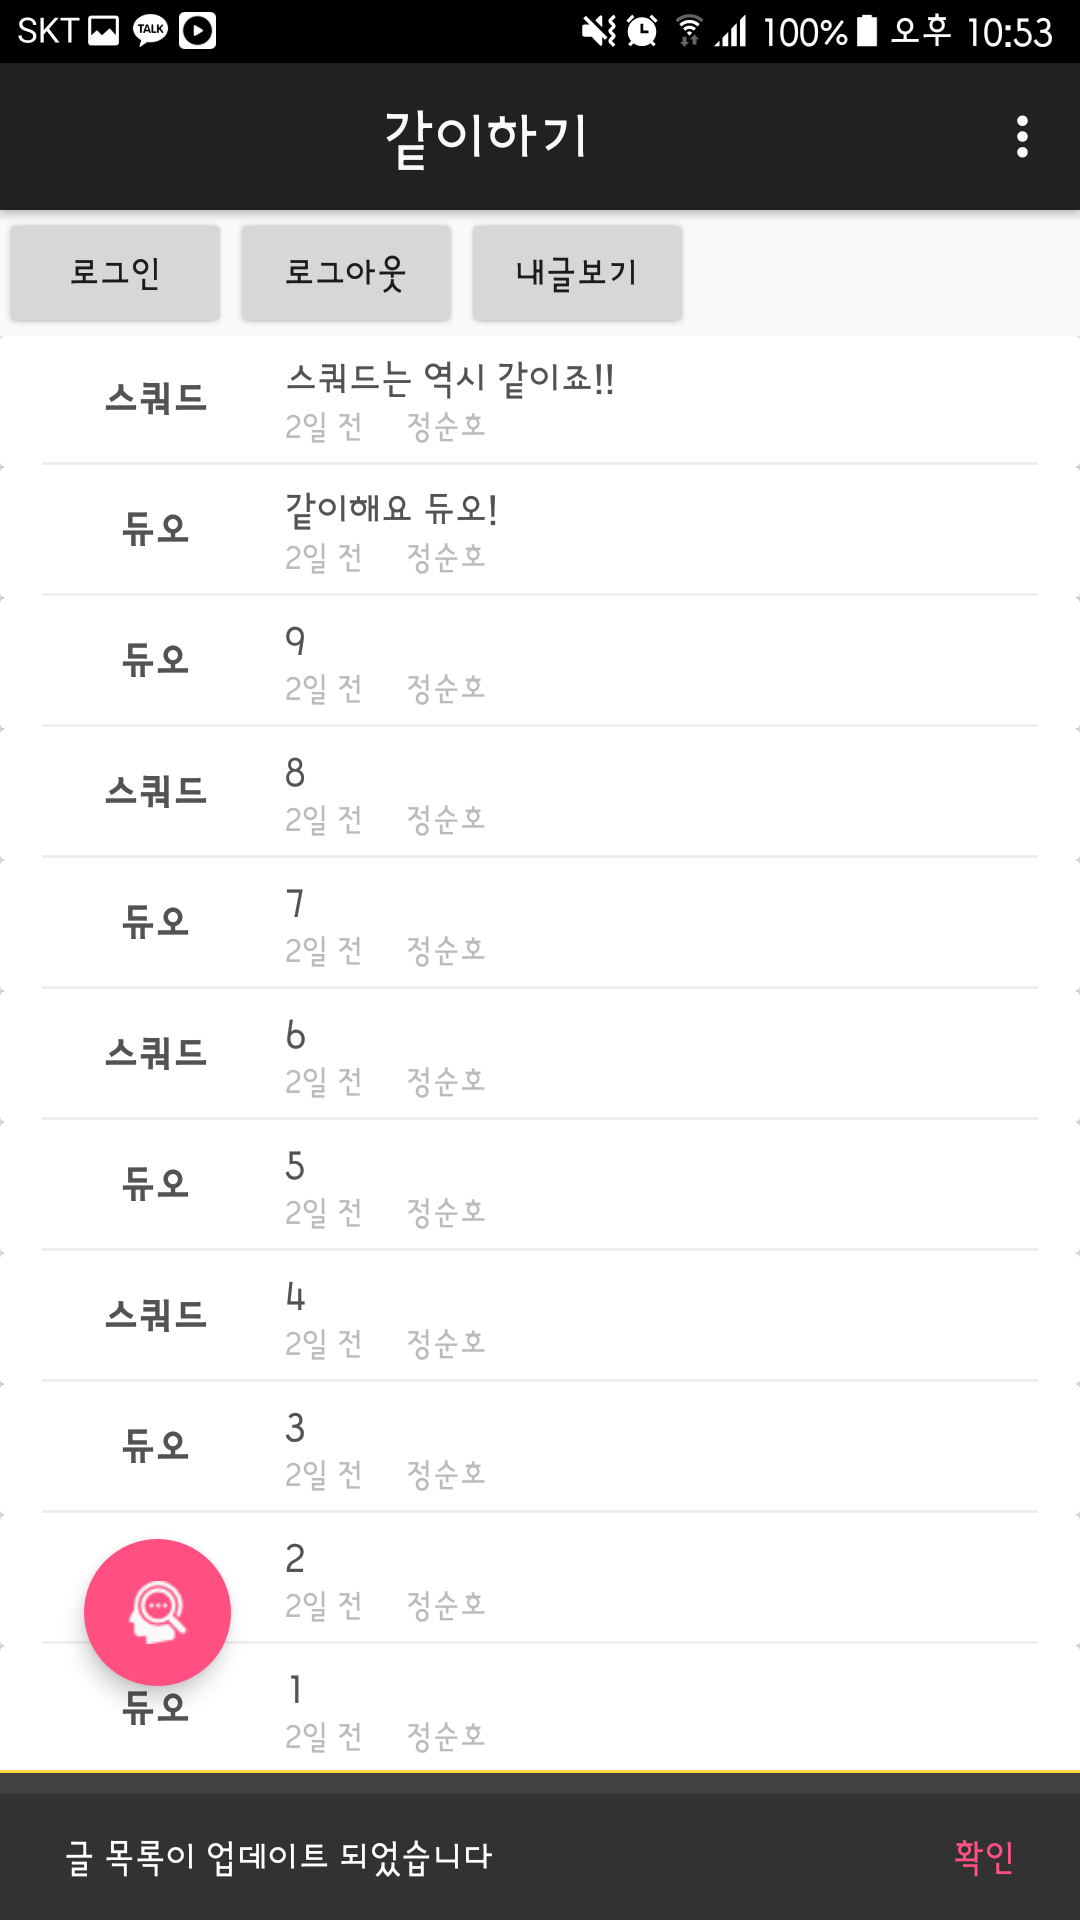 SKT TALK 100% 오후 10:53
같이하기
로그인 로그아웃 내글보기
스쿼드 스쿼드는 역시 같이죠!!
2일 전 정순호
듀오 같이해요 듀오!
2일 전 정순호
듀오 9
2일 전 정순호
스쿼드 8
2일 전 정순호
듀오 7
2일 전 정순호
스쿼드 6
2일 전 정순호
듀오 5
2일 전 정순호
스쿼드 4
2일 전 정순호
듀오 3
2일 전 정순호
2
2일 전 정순호
듀오 1
2일 전 정순호
글 목록이 업데이트 되었습니다 확인